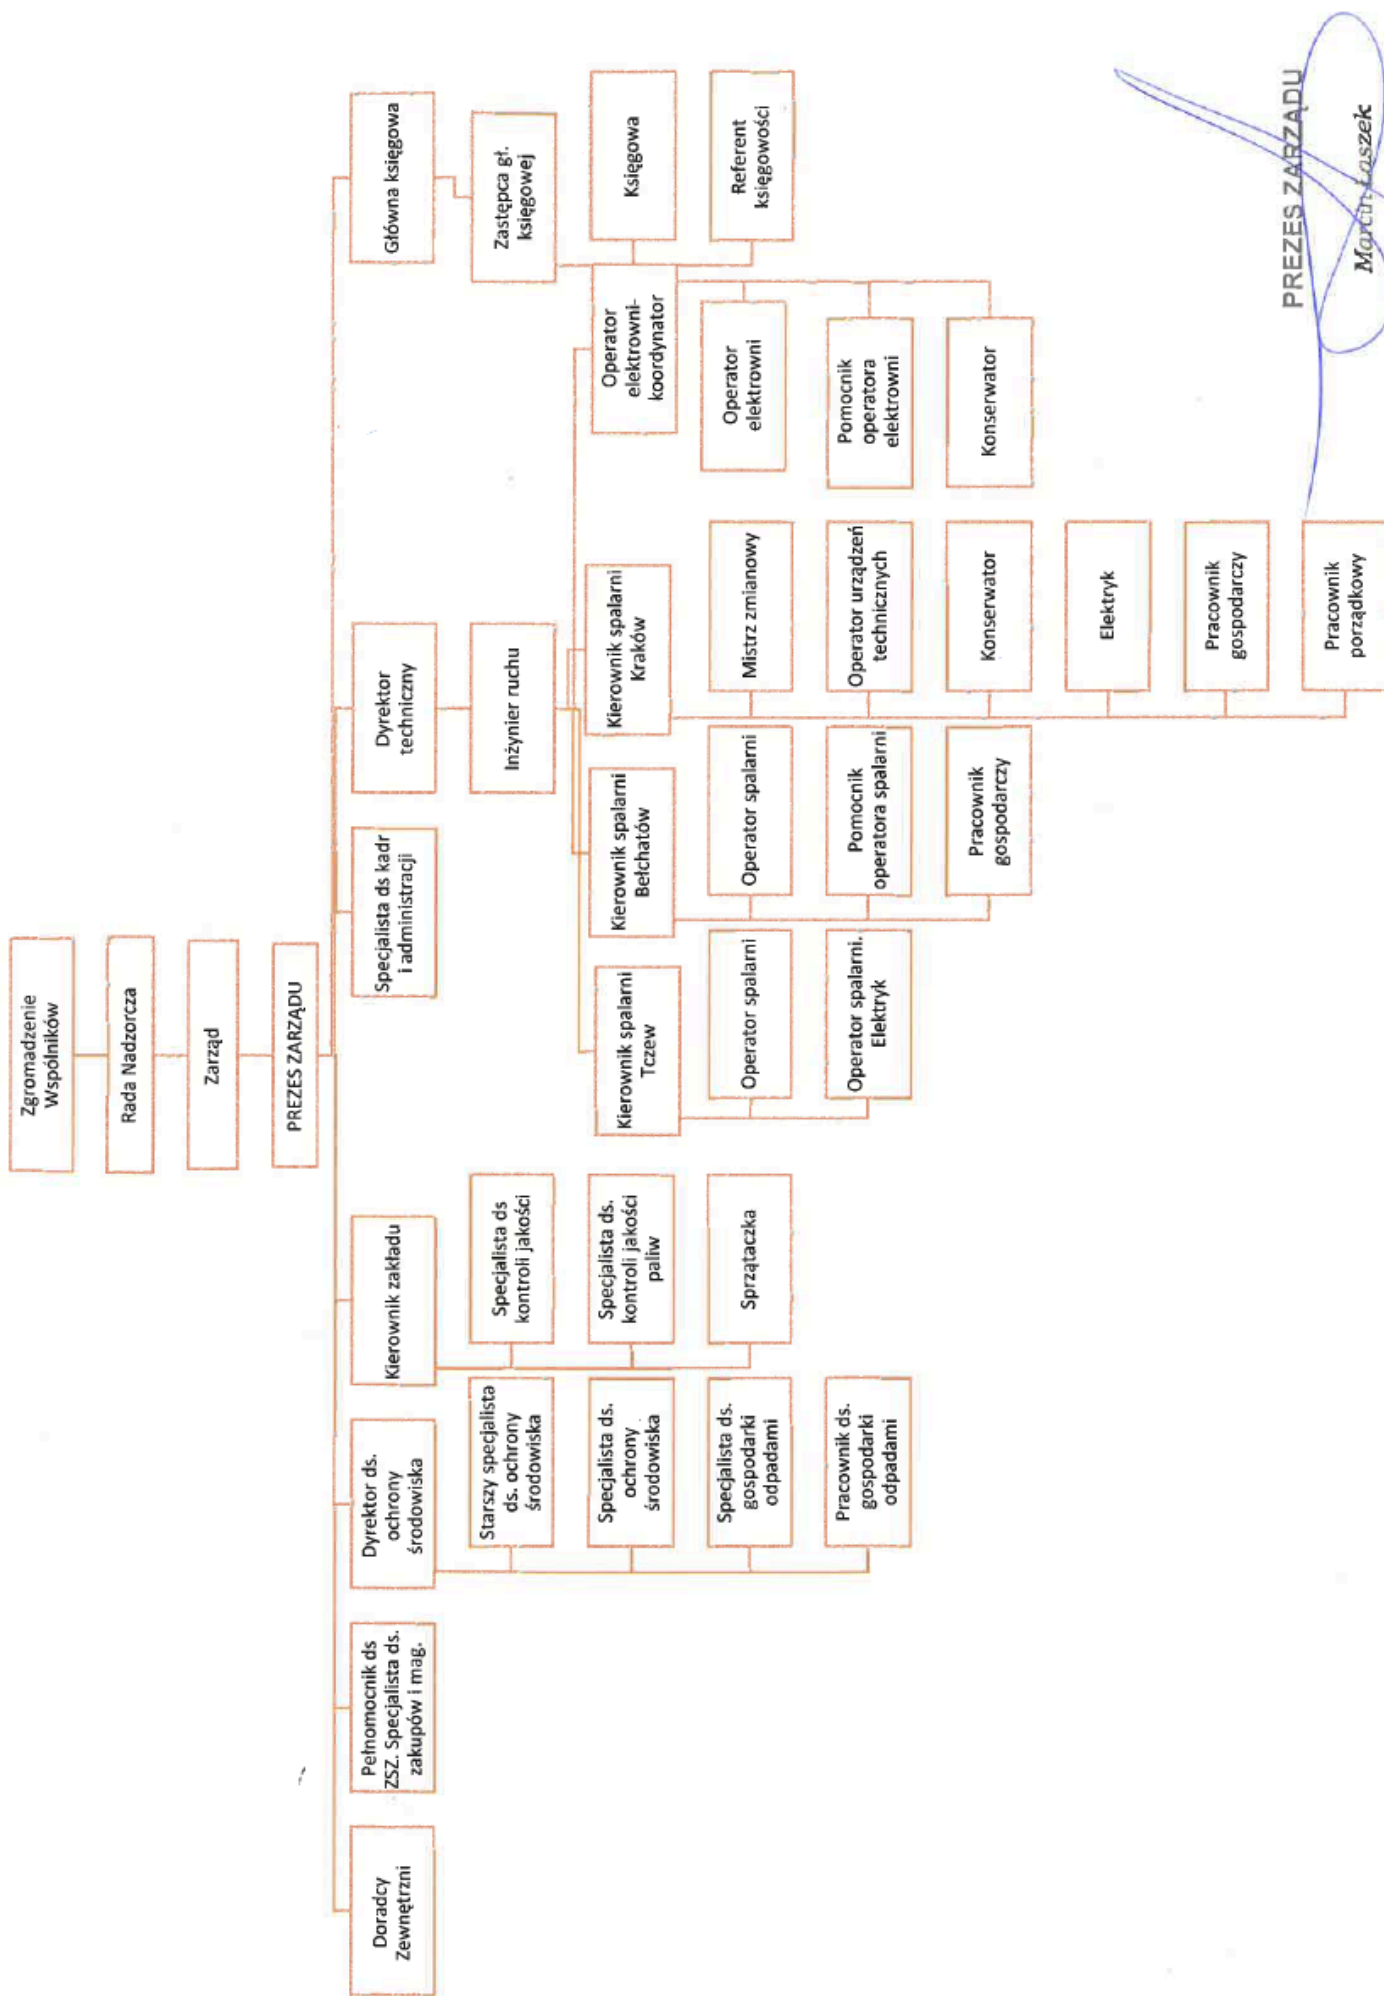 Zgromadzenie
Wspólników
Rada Nadzorcza
Zarząd
PREZES ZARZĄDU
Doradcy
Zewnętrzni
Pełnomocnik ds
ZSZ. Specjalista ds.
zakupów i mag.
Dyrektor ds.
ochrony
środowiska
Kierownik zakładu
Specjalista ds kadr
i administracji
Dyrektor
techniczny
Główna księgowa
Starszy specjalista
ds. ochrony
środowiska
Specjalista ds.
ochrony
środowiska
Specjalista ds.
gospodarki
odpadami
Pracownik ds.
gospodarki
odpadami
Specjalista ds
kontroli jakości
Specjalista ds.
kontroli jakości
paliw
Sprzątaczka
Inżynier ruchu
Kierownik spalarni
Tczew
Operator spalarni
Operator spalarni.
Elektryk
Kierownik spalarni
Bełchatów
Operator spalarni
Pomocnik
operatora spalarni
Pracownik
gospodarczy
Kierownik spalarni
Kraków
Mistrz zmianowy
Operator urządzeń
technicznych
Konserwator
Elektryk
Pracownik
gospodarczy
Pracownik
porządkowy
Operator
elektrowni-
koordynator
Operator
elektrowni
Pomocnik
operatora
elektrowni
Konserwator
Zastępca gł.
księgowej
Księgowa
Referent
księgowości
PREZES ZARZĄDU
Marcin Łaszek